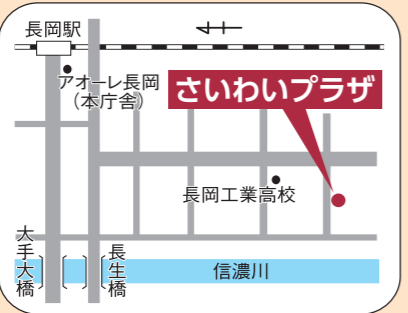 長岡駅
アオーレ長岡
（本庁舎）
さいわいプラザ
長岡工業高校
大手大橋
長生橋
信濃川